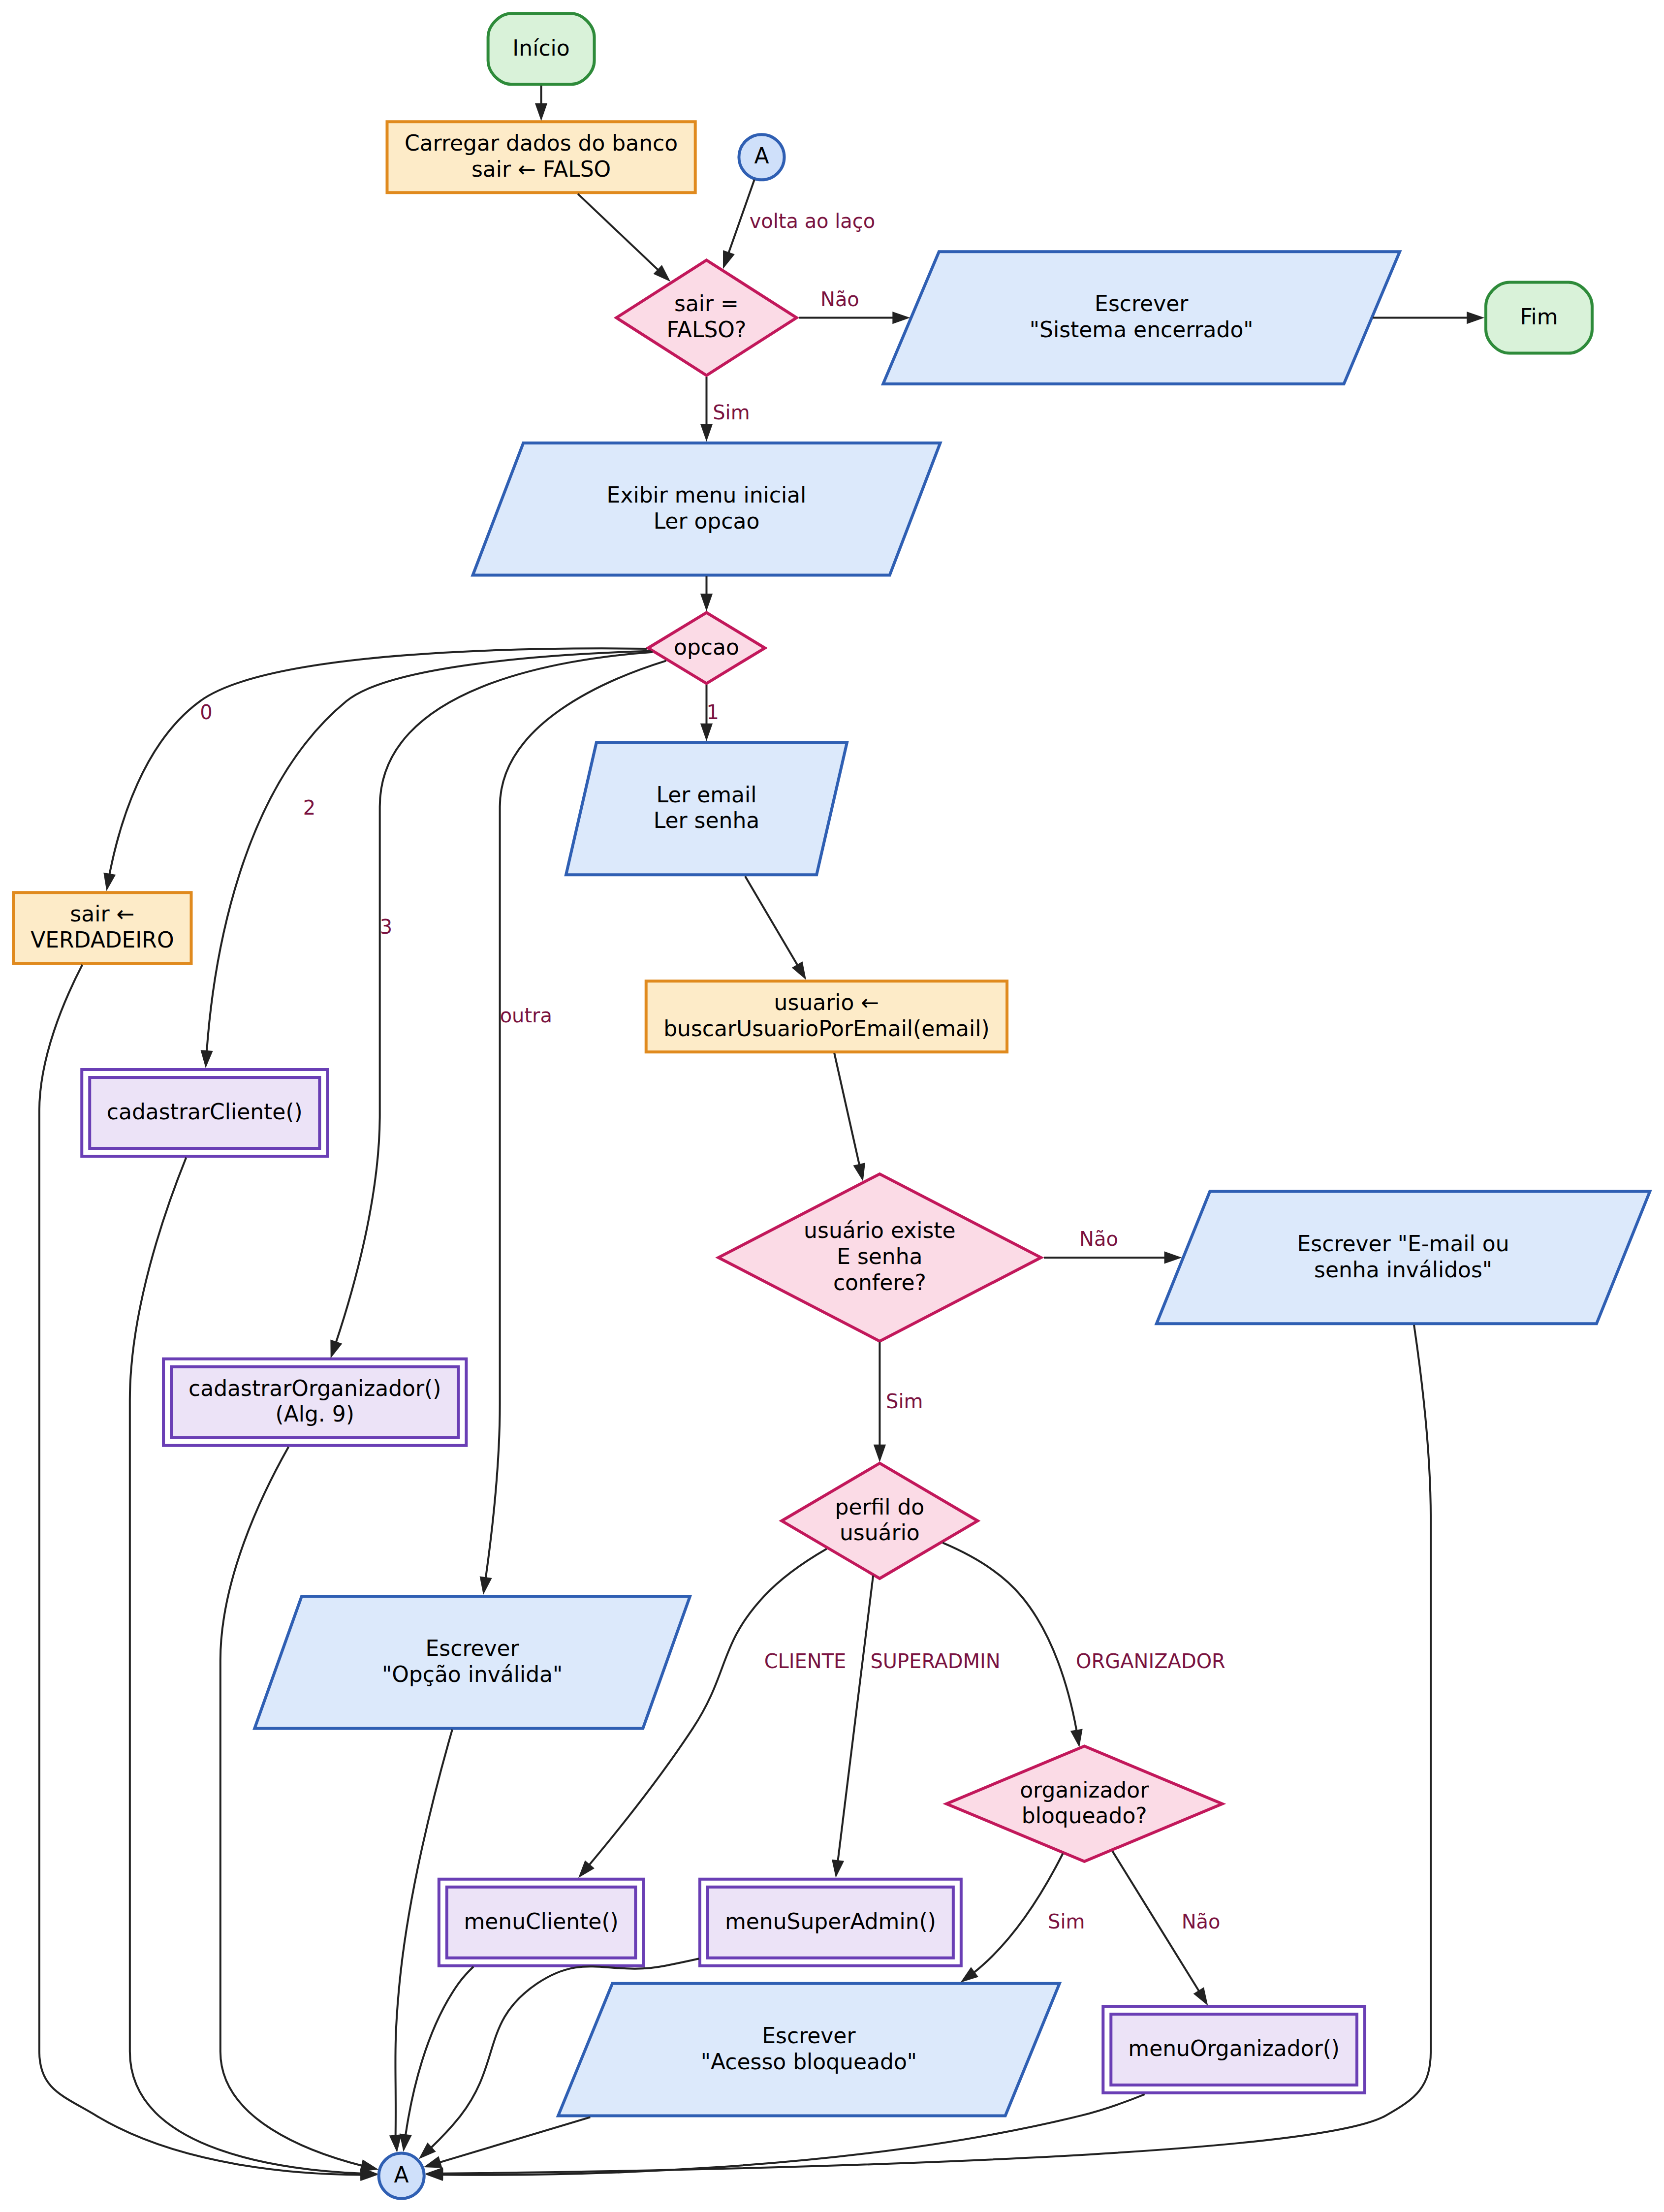 Início
Carregar dados do banco
sair ← FALSO
A
volta ao laço
sair =
FALSO?
Não
Escrever
"Sistema encerrado"
Fim
Sim
Exibir menu inicial
Ler opcao
opcao
0
1
2
3
outra
Ler email
Ler senha
sair ←
VERDADEIRO
usuario ←
buscarUsuarioPorEmail(email)
cadastrarCliente()
usuário existe
E senha
confere?
Não
Escrever "E-mail ou
senha inválidos"
Sim
cadastrarOrganizador()
(Alg. 9)
perfil do
usuário
Escrever
"Opção inválida"
CLIENTE
SUPERADMIN
ORGANIZADOR
organizador
bloqueado?
menuCliente()
menuSuperAdmin()
Sim
Não
Escrever
"Acesso bloqueado"
menuOrganizador()
A